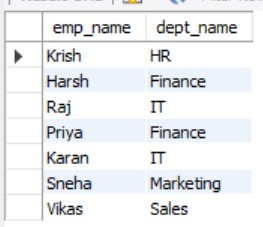 emp_name dept_name
Krish HR
Harsh Finance
Raj IT
Priya Finance
Karan IT
Sneha Marketing
Vikas Sales